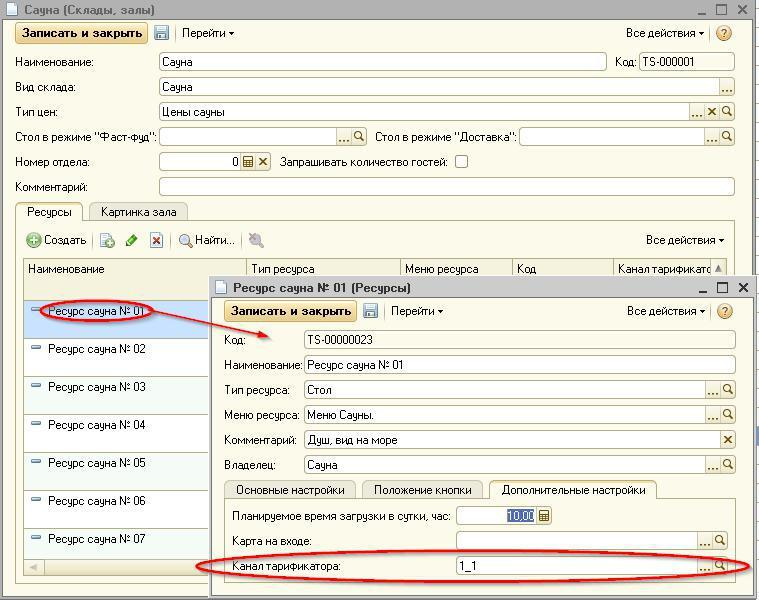 Сауна (Склады, залы)
Записать и закрыть Перейти Все действия
Наименование: Сауна Код: TS-000001
Вид склада: Сауна
Тип цен: Цены сауны
Стол в режиме "Фаст-фуд": Стол в режиме "Доставка":
Номер отдела: 0 Запрашивать количество гостей:
Комментарий:
Ресурсы Картинка зала
Создать Найти... Все действия
Наименование Тип ресурса Меню ресурса Код Канал тарификато
Ресурс сауна № 01
Ресурс сауна № 02
Ресурс сауна № 03
Ресурс сауна № 04
Ресурс сауна № 05
Ресурс сауна № 06
Ресурс сауна № 07
Ресурс сауна № 01 (Ресурсы)
Записать и закрыть Перейти Все действия
Код: TS-00000023
Наименование: Ресурс сауна № 01
Тип ресурса: Стол
Меню ресурса: Меню Сауны.
Комментарий: Душ, вид на море
Владелец: Сауна
Основные настройки Положение кнопки Дополнительные настройки
Планируемое время загрузки в сутки, час: 10,00
Карта на входе:
Канал тарификатора: 1_1